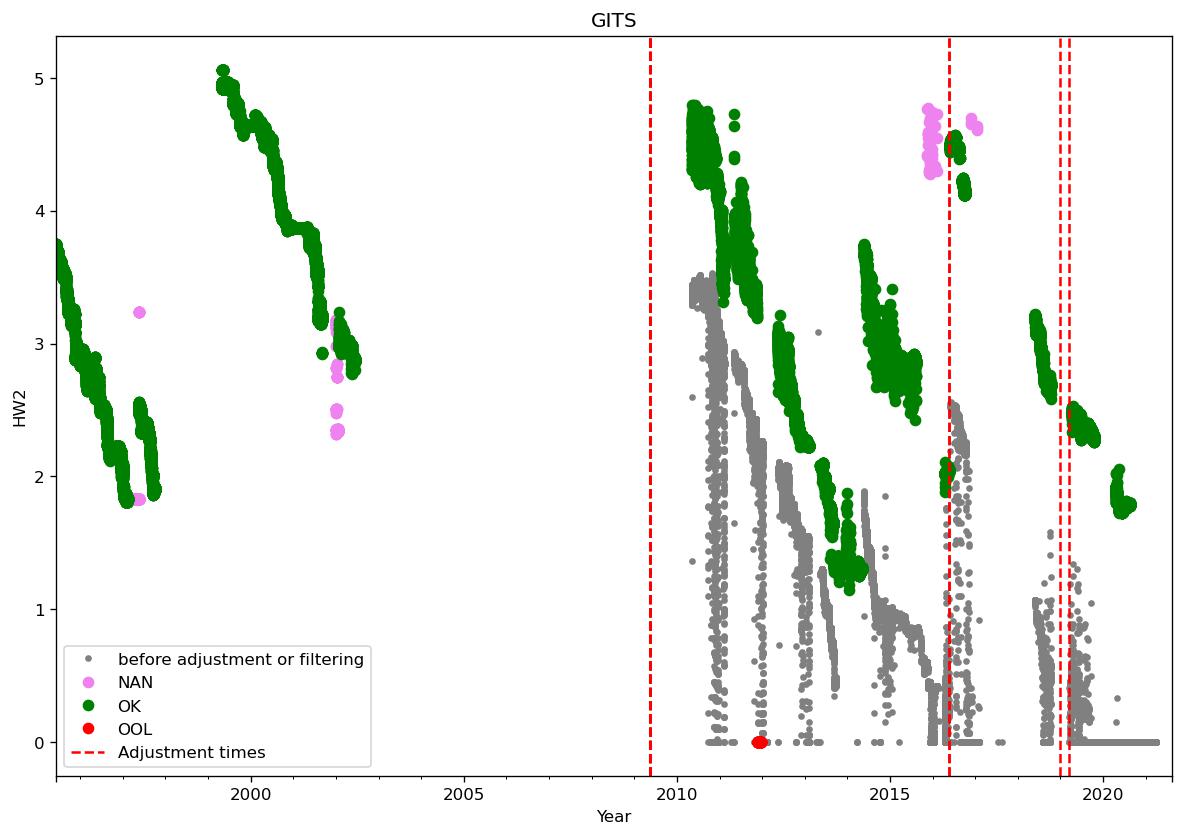 GITS
5
4
3
2
1
0
HW2
before adjustment or filtering
NAN
OK
OOL
Adjustment times
2000
2005
2010
2015
2020
Year